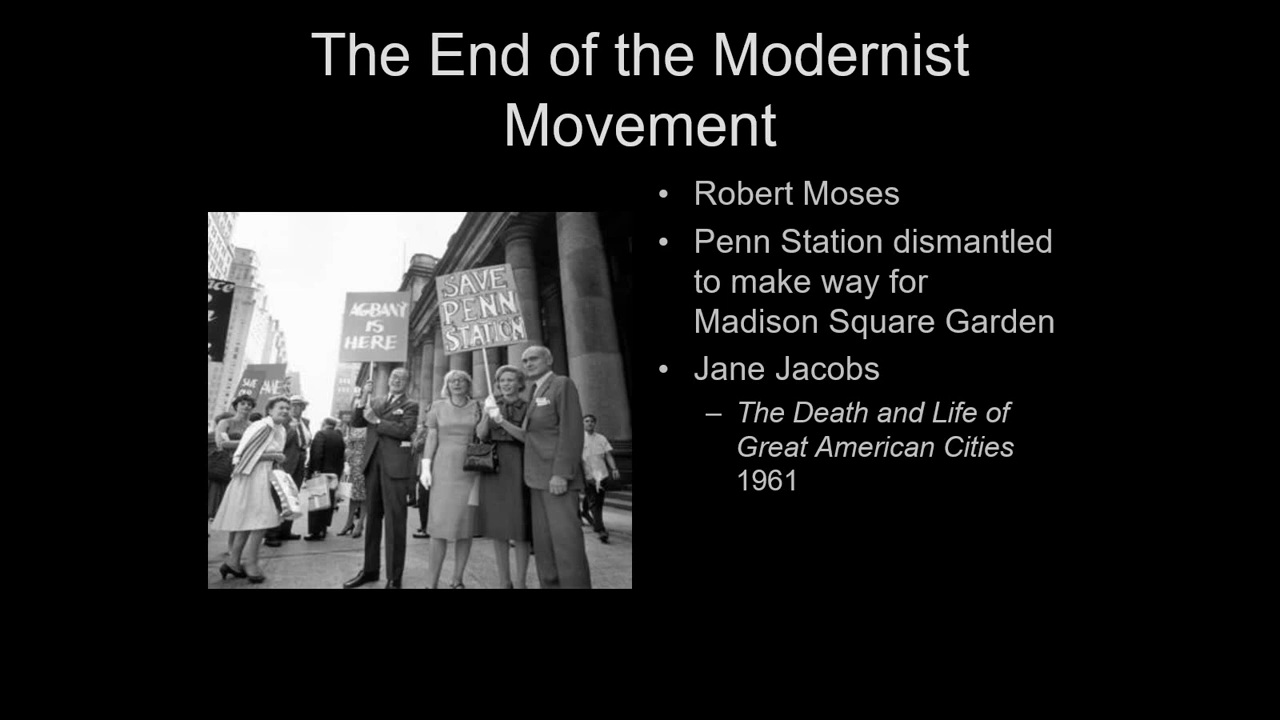 The End of the Modernist
Movement
• Robert Moses
• Penn Station dismantled
to make way for
Madison Square Garden
• Jane Jacobs
– The Death and Life of
Great American Cities
1961
AGBANY
IS
HERE
SAVE
PENN
STATION